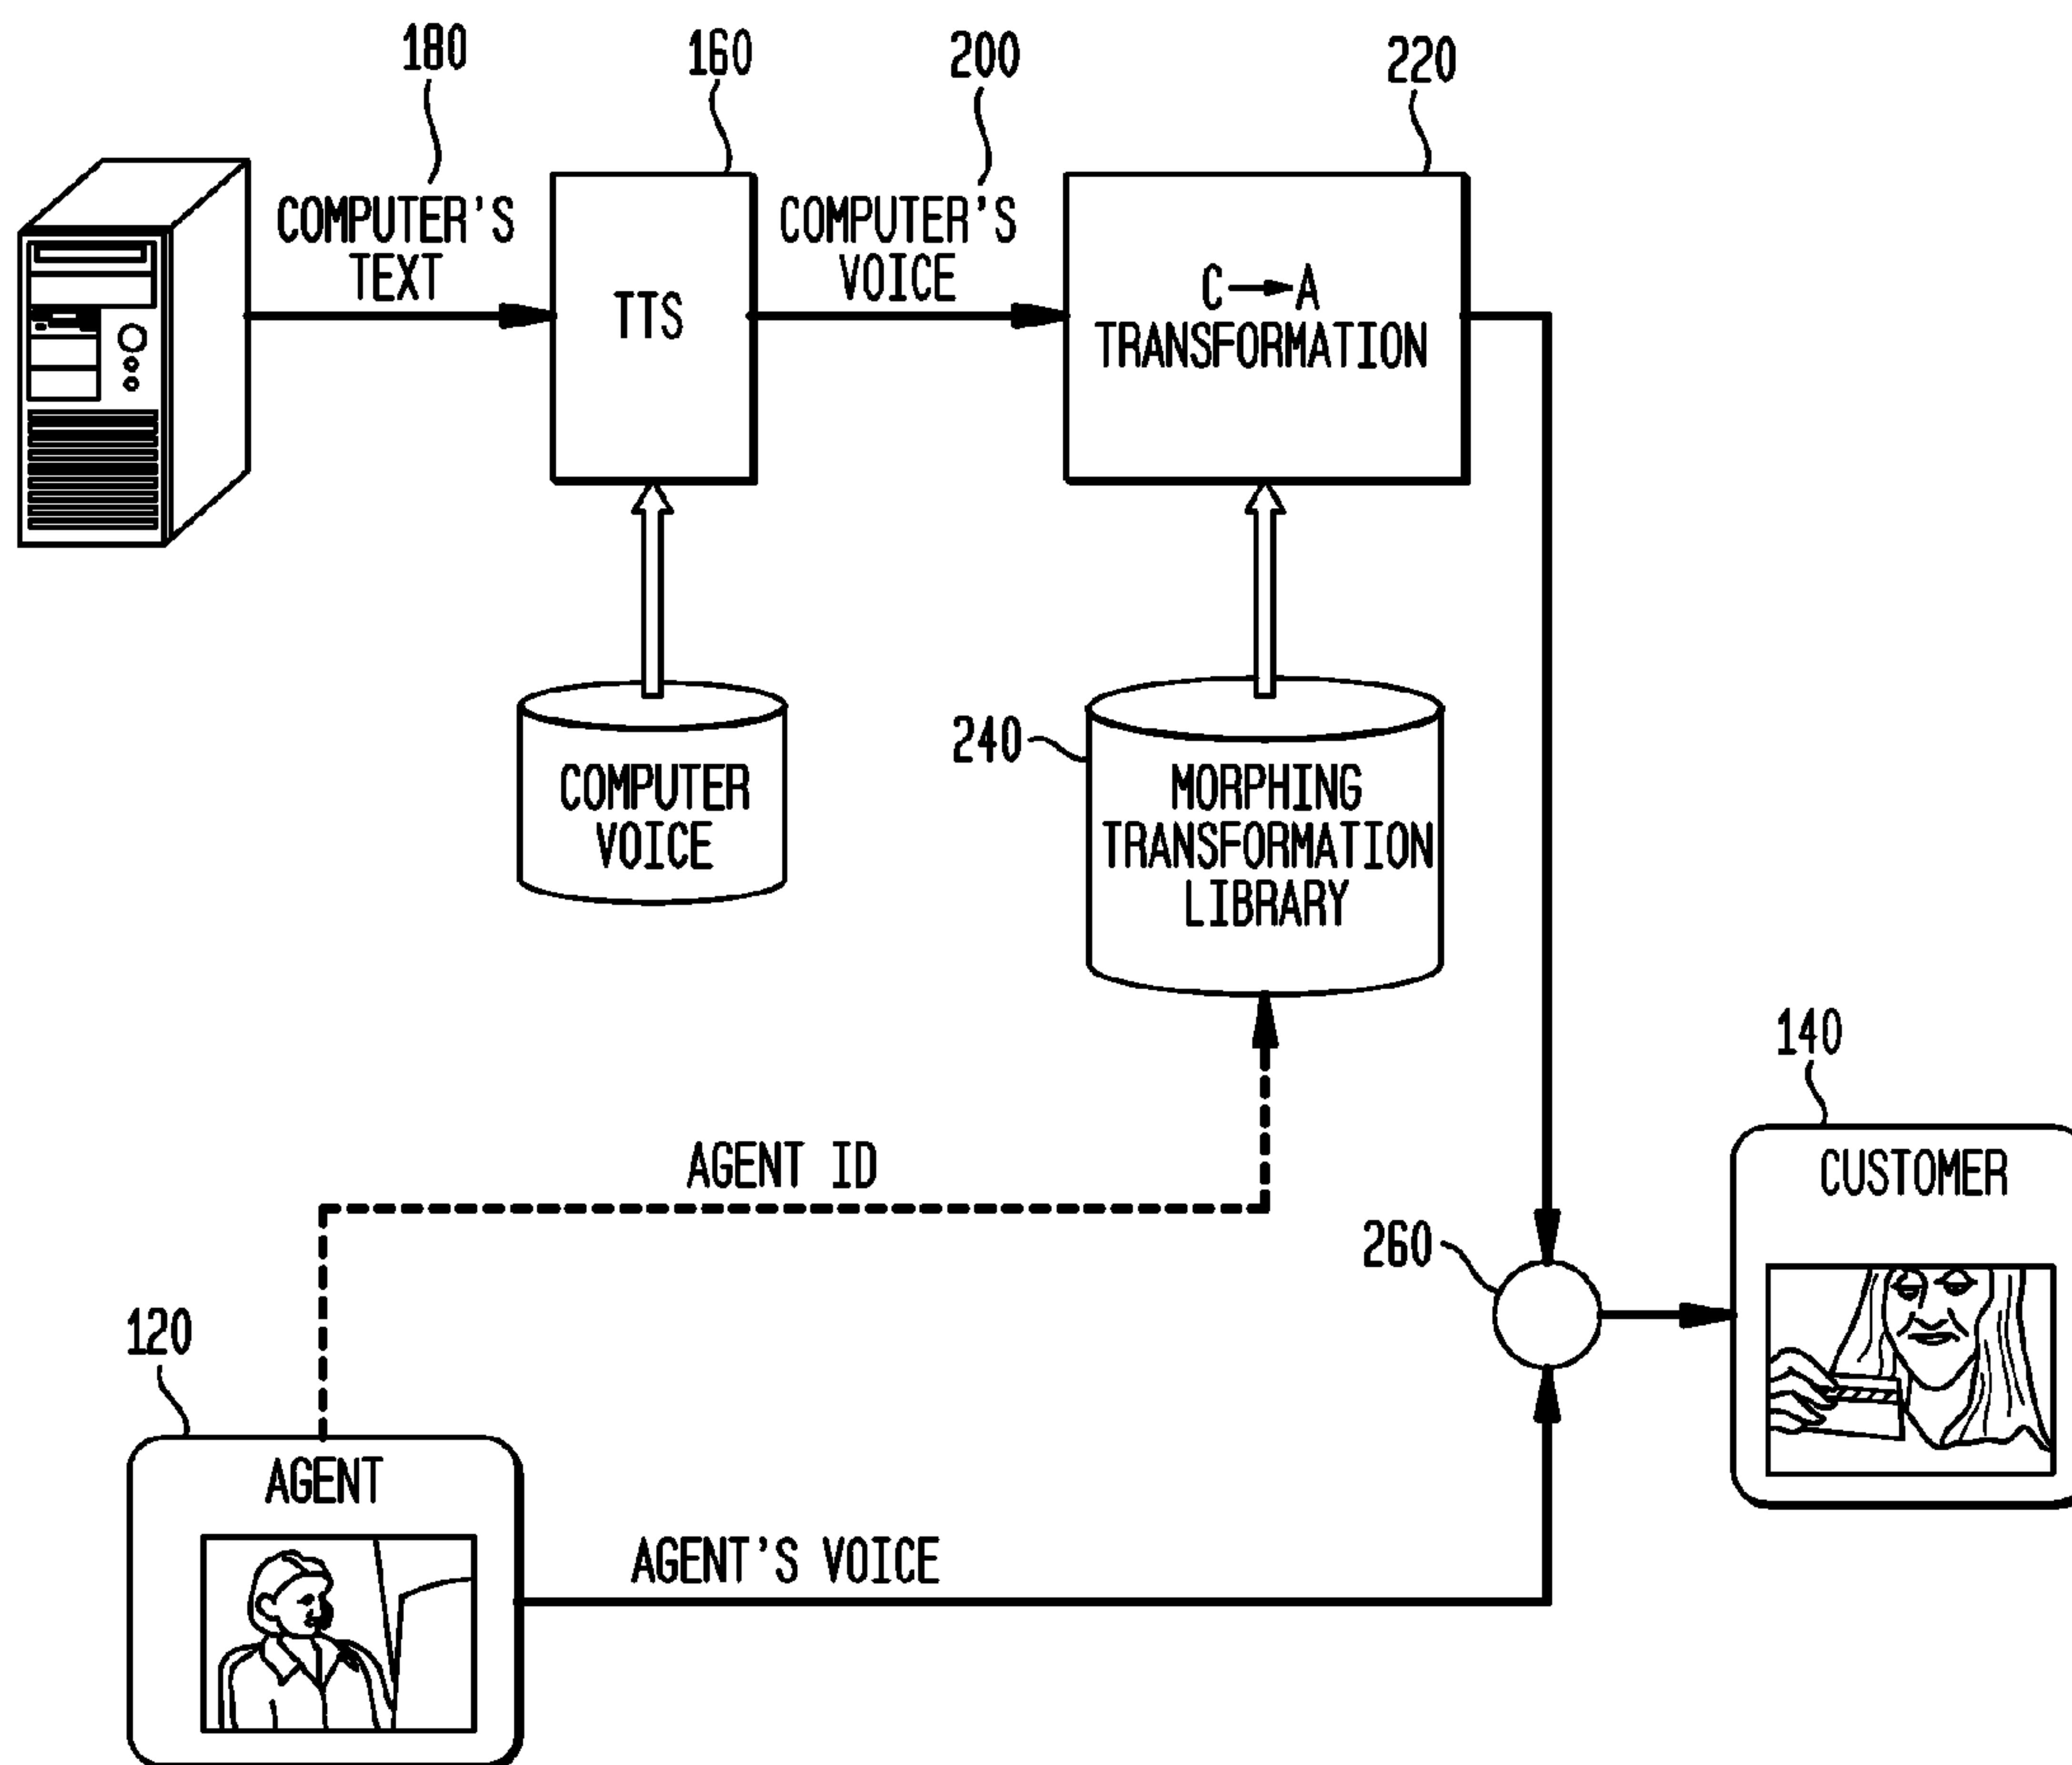 180
160
200
220
COMPUTER'S
TEXT
COMPUTER'S
VOICE
TTS
C→A
TRANSFORMATION
COMPUTER
VOICE
240
MORPHING
TRANSFORMATION
LIBRARY
140
CUSTOMER
AGENT ID
260
120
AGENT
AGENT'S VOICE